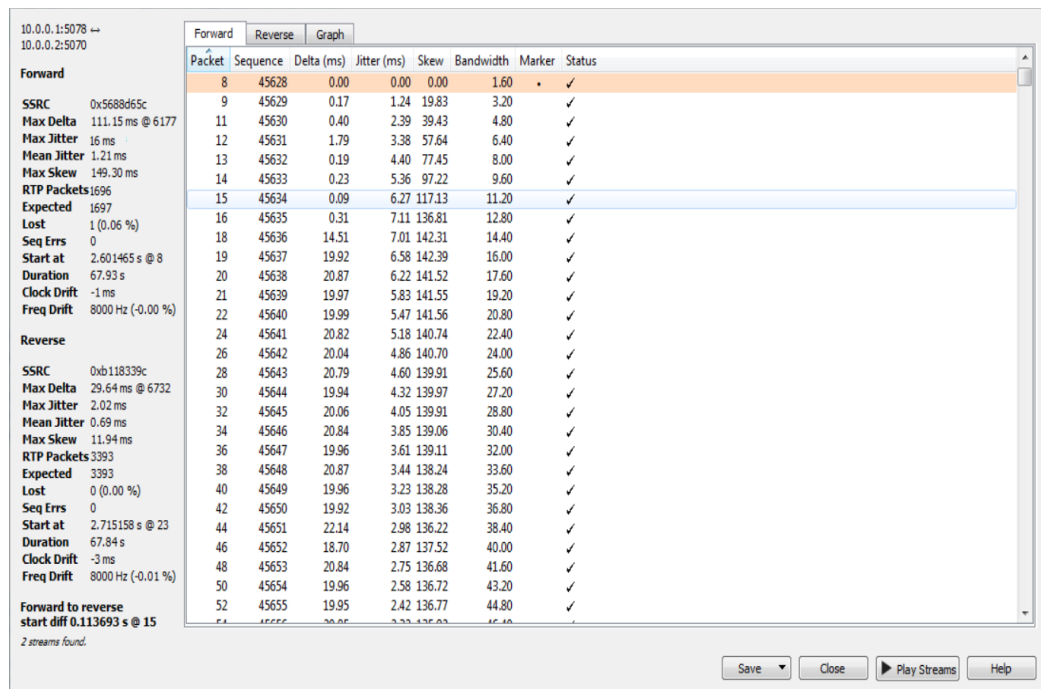 10.0.0.1:5078 ↔
10.0.0.2:5070
Forward
SSRC 0x5688d65c
Max Delta 111.15 ms @ 6177
Max Jitter 16 ms
Mean Jitter 1.21 ms
Max Skew 149.30 ms
RTP Packets 1696
Expected 1697
Lost 1 (0.06 %)
Seq Errs 0
Start at 2.601465 s @ 8
Duration 67.93 s
Clock Drift -1 ms
Freq Drift 8000 Hz (-0.00 %)
Reverse
SSRC 0xb118339c
Max Delta 29.64 ms @ 6732
Max Jitter 2.02 ms
Mean Jitter 0.69 ms
Max Skew 11.94 ms
RTP Packets 3393
Expected 3393
Lost 0 (0.00 %)
Seq Errs 0
Start at 2.715158 s @ 23
Duration 67.84 s
Clock Drift -3 ms
Freq Drift 8000 Hz (-0.01 %)
Forward to reverse
start diff 0.113693 s @ 15
2 streams found.
Forward Reverse Graph
Packet Sequence Delta (ms) Jitter (ms) Skew Bandwidth Marker Status
8 45628 0.00 0.00 0.00 1.60 • ✓
9 45629 0.17 1.24 19.83 3.20 ✓
11 45630 0.40 2.39 39.43 4.80 ✓
12 45631 1.79 3.38 57.64 6.40 ✓
13 45632 0.19 4.40 77.45 8.00 ✓
14 45633 0.23 5.36 97.22 9.60 ✓
15 45634 0.09 6.27 117.13 11.20 ✓
16 45635 0.31 7.11 136.81 12.80 ✓
18 45636 14.51 7.01 142.31 14.40 ✓
19 45637 19.92 6.58 142.39 16.00 ✓
20 45638 20.87 6.22 141.52 17.60 ✓
21 45639 19.97 5.83 141.55 19.20 ✓
22 45640 19.99 5.47 141.56 20.80 ✓
24 45641 20.82 5.18 140.74 22.40 ✓
26 45642 20.04 4.86 140.70 24.00 ✓
28 45643 20.79 4.60 139.91 25.60 ✓
30 45644 19.94 4.32 139.97 27.20 ✓
32 45645 20.06 4.05 139.91 28.80 ✓
34 45646 20.84 3.85 139.06 30.40 ✓
36 45647 19.96 3.61 139.11 32.00 ✓
38 45648 20.87 3.44 138.24 33.60 ✓
40 45649 19.96 3.23 138.28 35.20 ✓
42 45650 19.92 3.03 138.36 36.80 ✓
44 45651 22.14 2.98 136.22 38.40 ✓
46 45652 18.70 2.87 137.52 40.00 ✓
48 45653 20.84 2.75 136.68 41.60 ✓
50 45654 19.96 2.58 136.72 43.20 ✓
52 45655 19.95 2.42 136.77 44.80 ✓
Save Close Play Streams Help